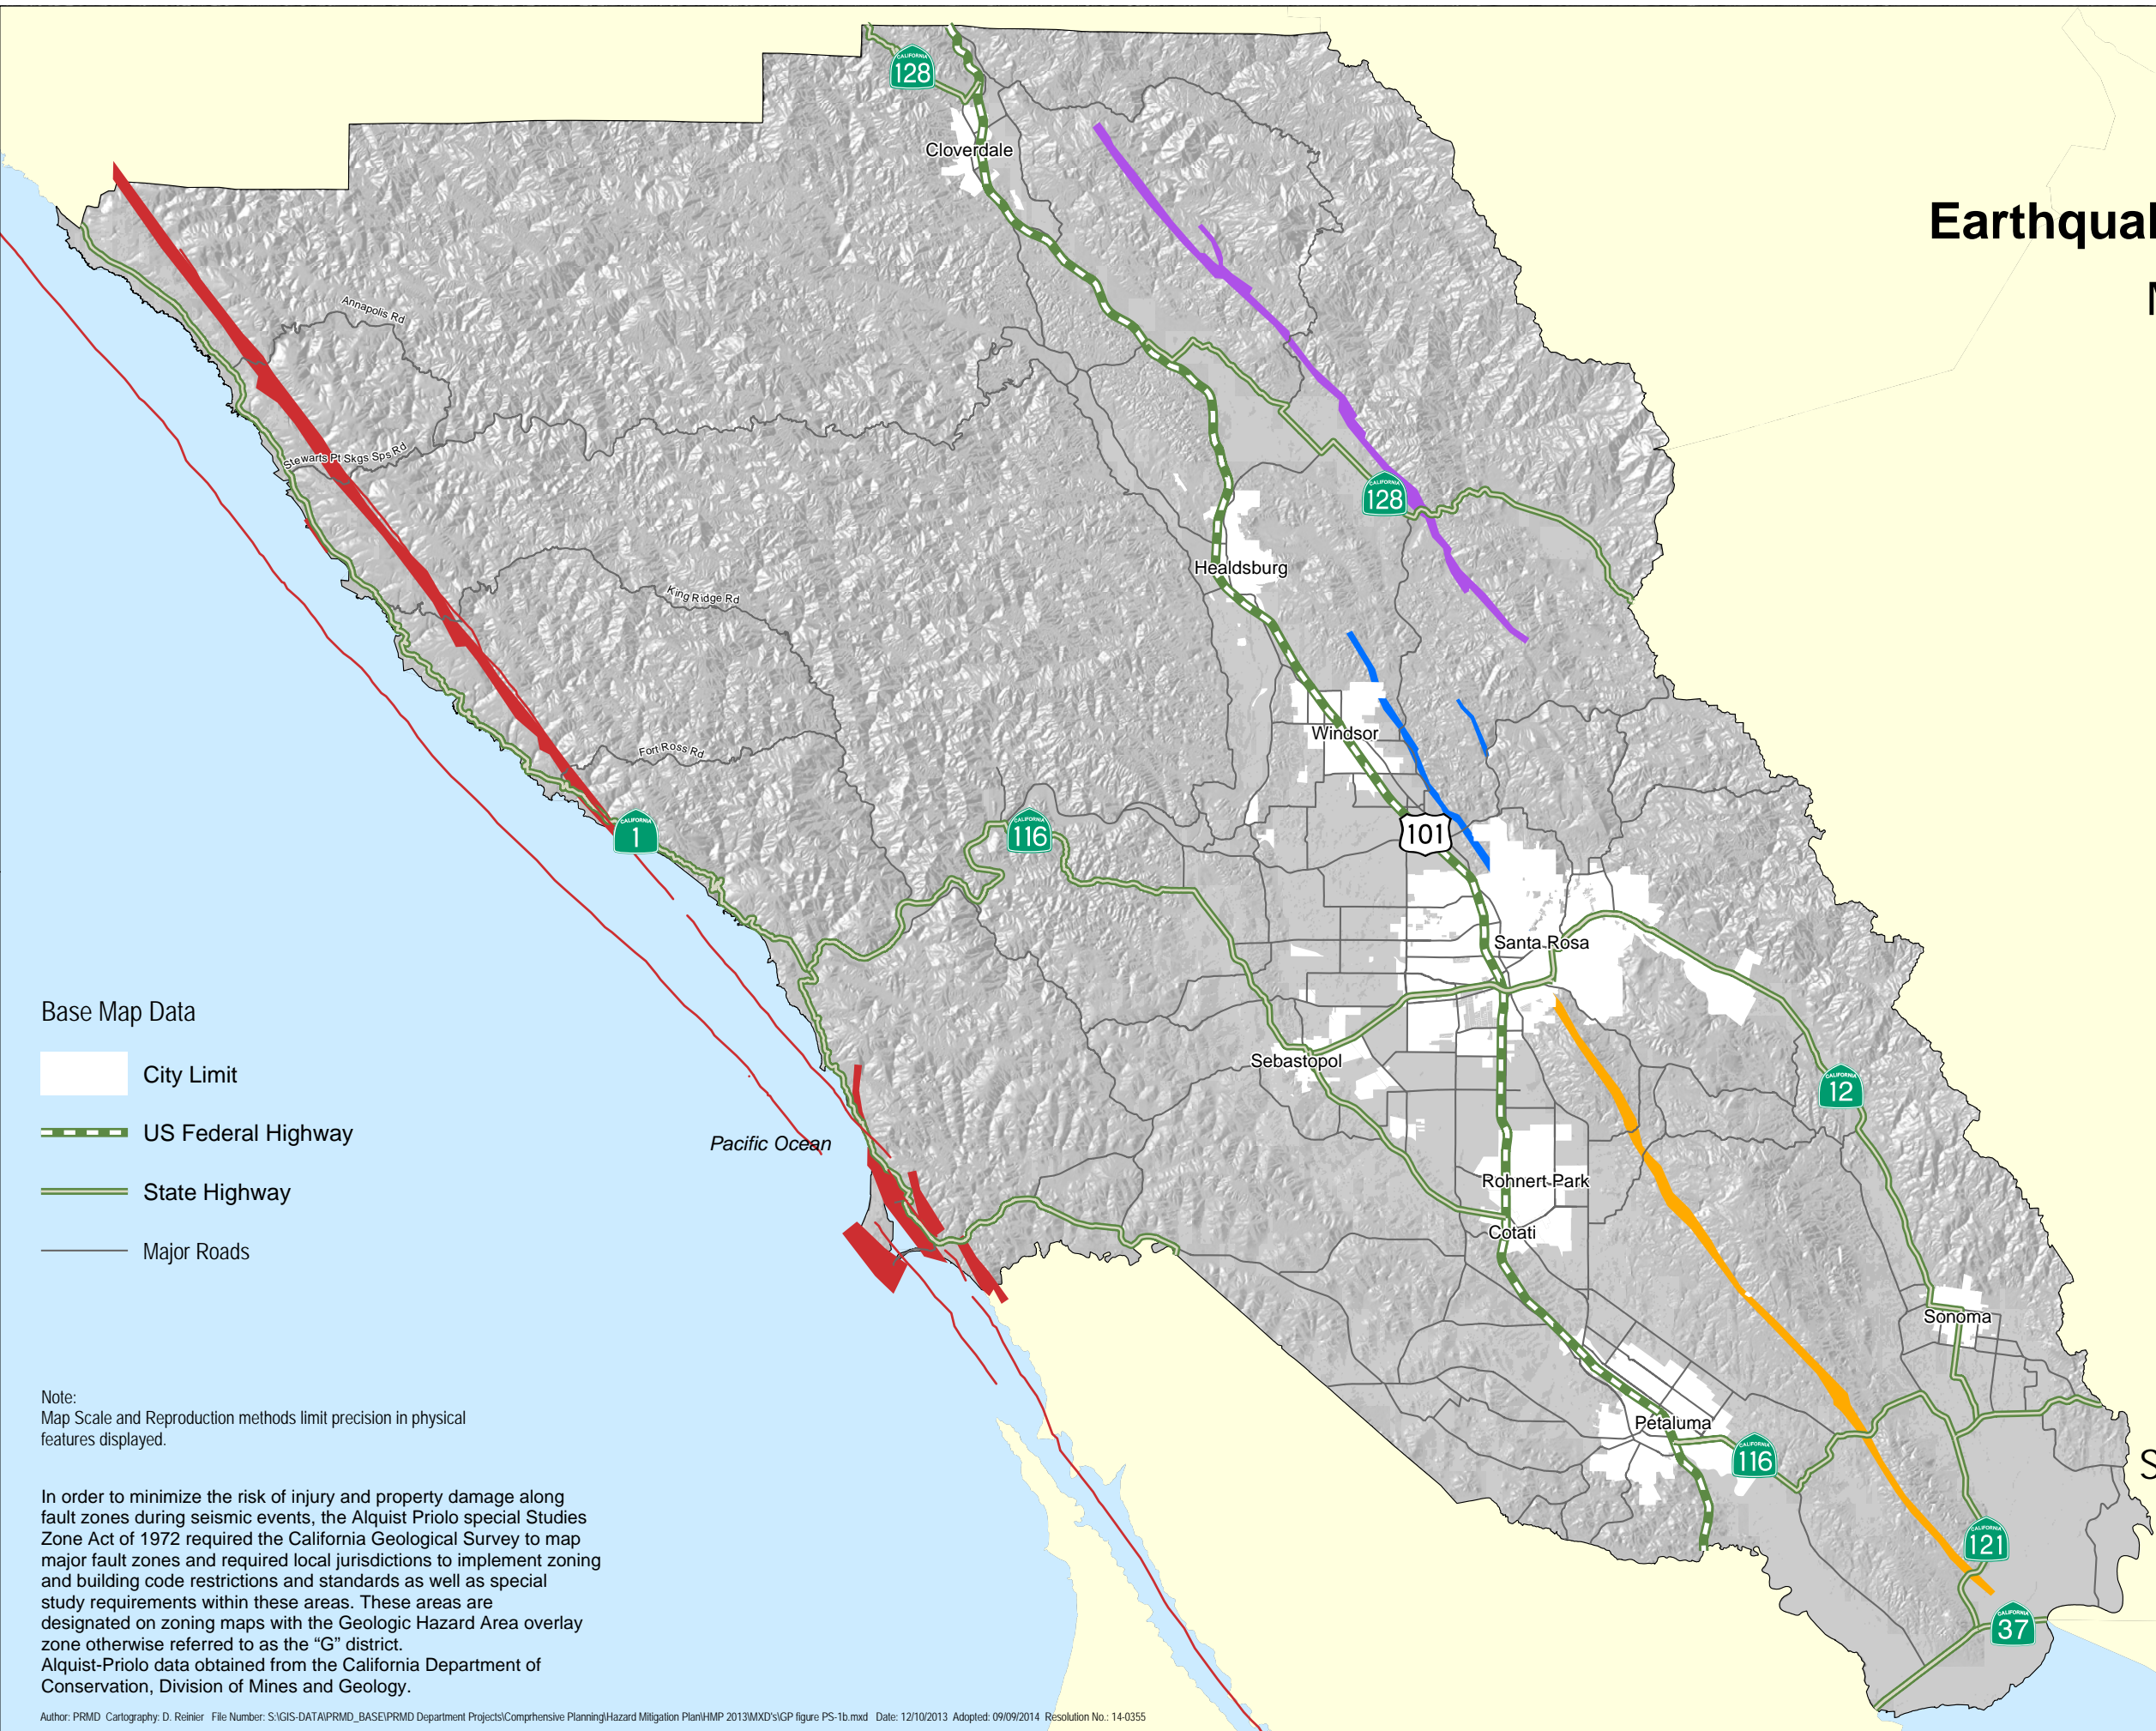 CALIFORNIA
128
Cloverdale
Earthqual
Annapolis Rd
Stewarts Pt Skgs Sps Rd
CALIFORNIA
128
Healdsburg
King Ridge Rd
Windsor
Fort Ross Rd
CALIFORNIA
1
CALIFORNIA
116
101
Santa Rosa
Base Map Data
City Limit
US Federal Highway
State Highway
Major Roads
Sebastopol
CALIFORNIA
12
Pacific Ocean
Rohnert Park
Cotati
Sonoma
Petaluma
CALIFORNIA
116
S
CALIFORNIA
121
CALIFORNIA
37
Note:
Map Scale and Reproduction methods limit precision in physical
features displayed.
In order to minimize the risk of injury and property damage along
fault zones during seismic events, the Alquist Priolo special Studies
Zone Act of 1972 required the California Geological Survey to map
major fault zones and required local jurisdictions to implement zoning
and building code restrictions and standards as well as special
study requirements within these areas. These areas are
designated on zoning maps with the Geologic Hazard Area overlay
zone otherwise referred to as the “G” district.
Alquist-Priolo data obtained from the California Department of
Conservation, Division of Mines and Geology.
Author: PRMD Cartography: D. Reinier File Number: S:\GIS-DATA\PRMD_BASE\PRMD Department Projects\Comprhensive Planning\Hazard Mitigation Plan\HMP 2013\MXD's\GP figure PS-1b.mxd Date: 12/10/2013 Adopted: 09/09/2014 Resolution No.: 14-0355